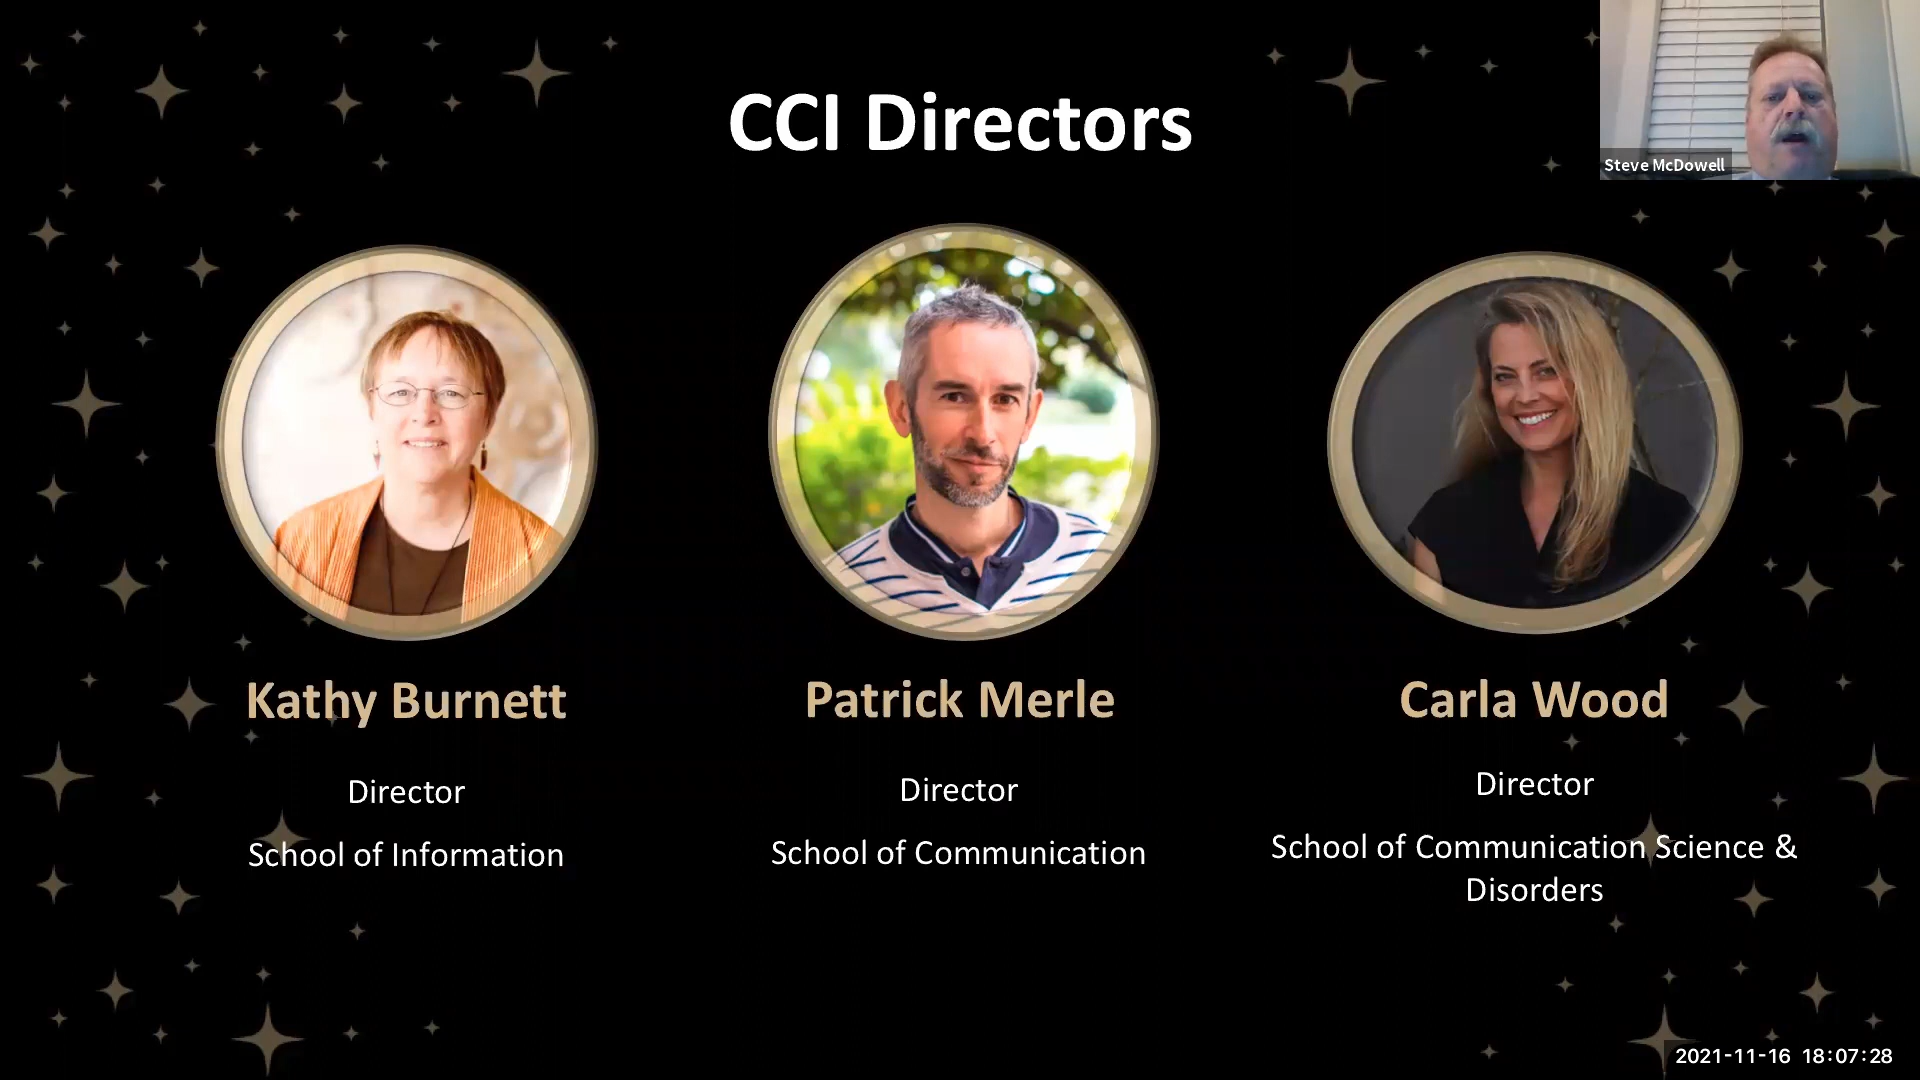 CCI Directors
Steve McDowell
Kathy Burnett
Director
School of Information
Patrick Merle
Director
School of Communication
Carla Wood
Director
School of Communication Science &
Disorders
2021-11-16 18:07:28